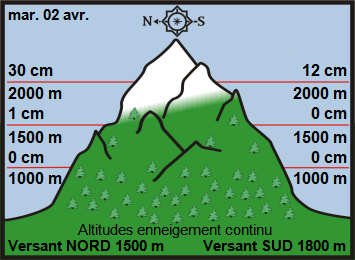 mar. 02 avr.
N S
30 cm 12 cm
2000 m 2000 m
1 cm 0 cm
1500 m 1500 m
0 cm 0 cm
1000 m 1000 m
Altitudes enneigement continu
Versant NORD 1500 m Versant SUD 1800 m